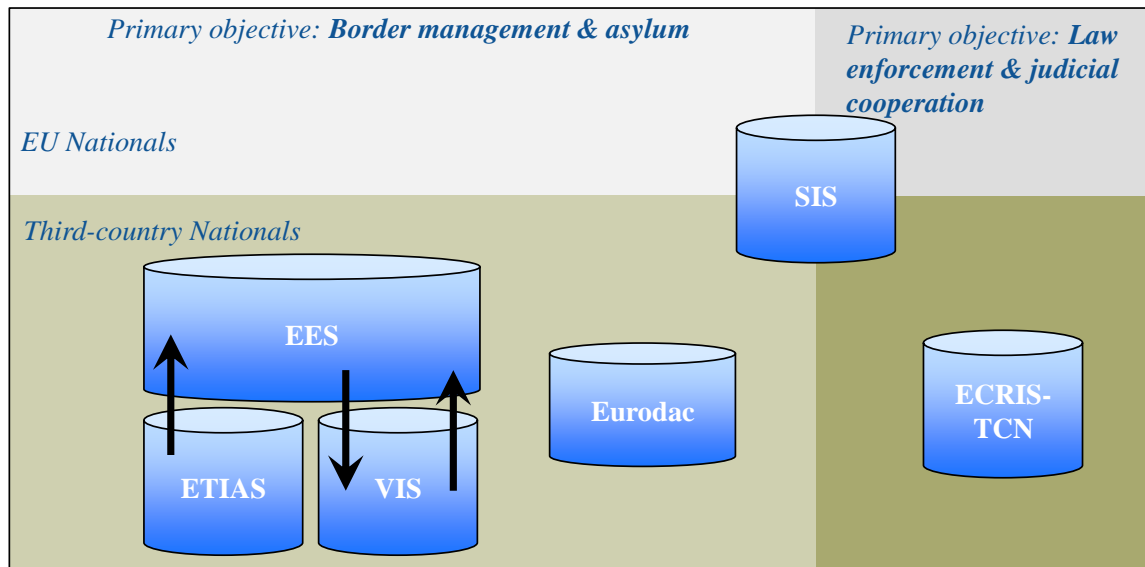 Primary objective: Border management & asylum
Primary objective: Law
enforcement & judicial
cooperation
EU Nationals
SIS
Third-country Nationals
EES
Eurodac
ECRIS-
TCN
ETIAS
VIS